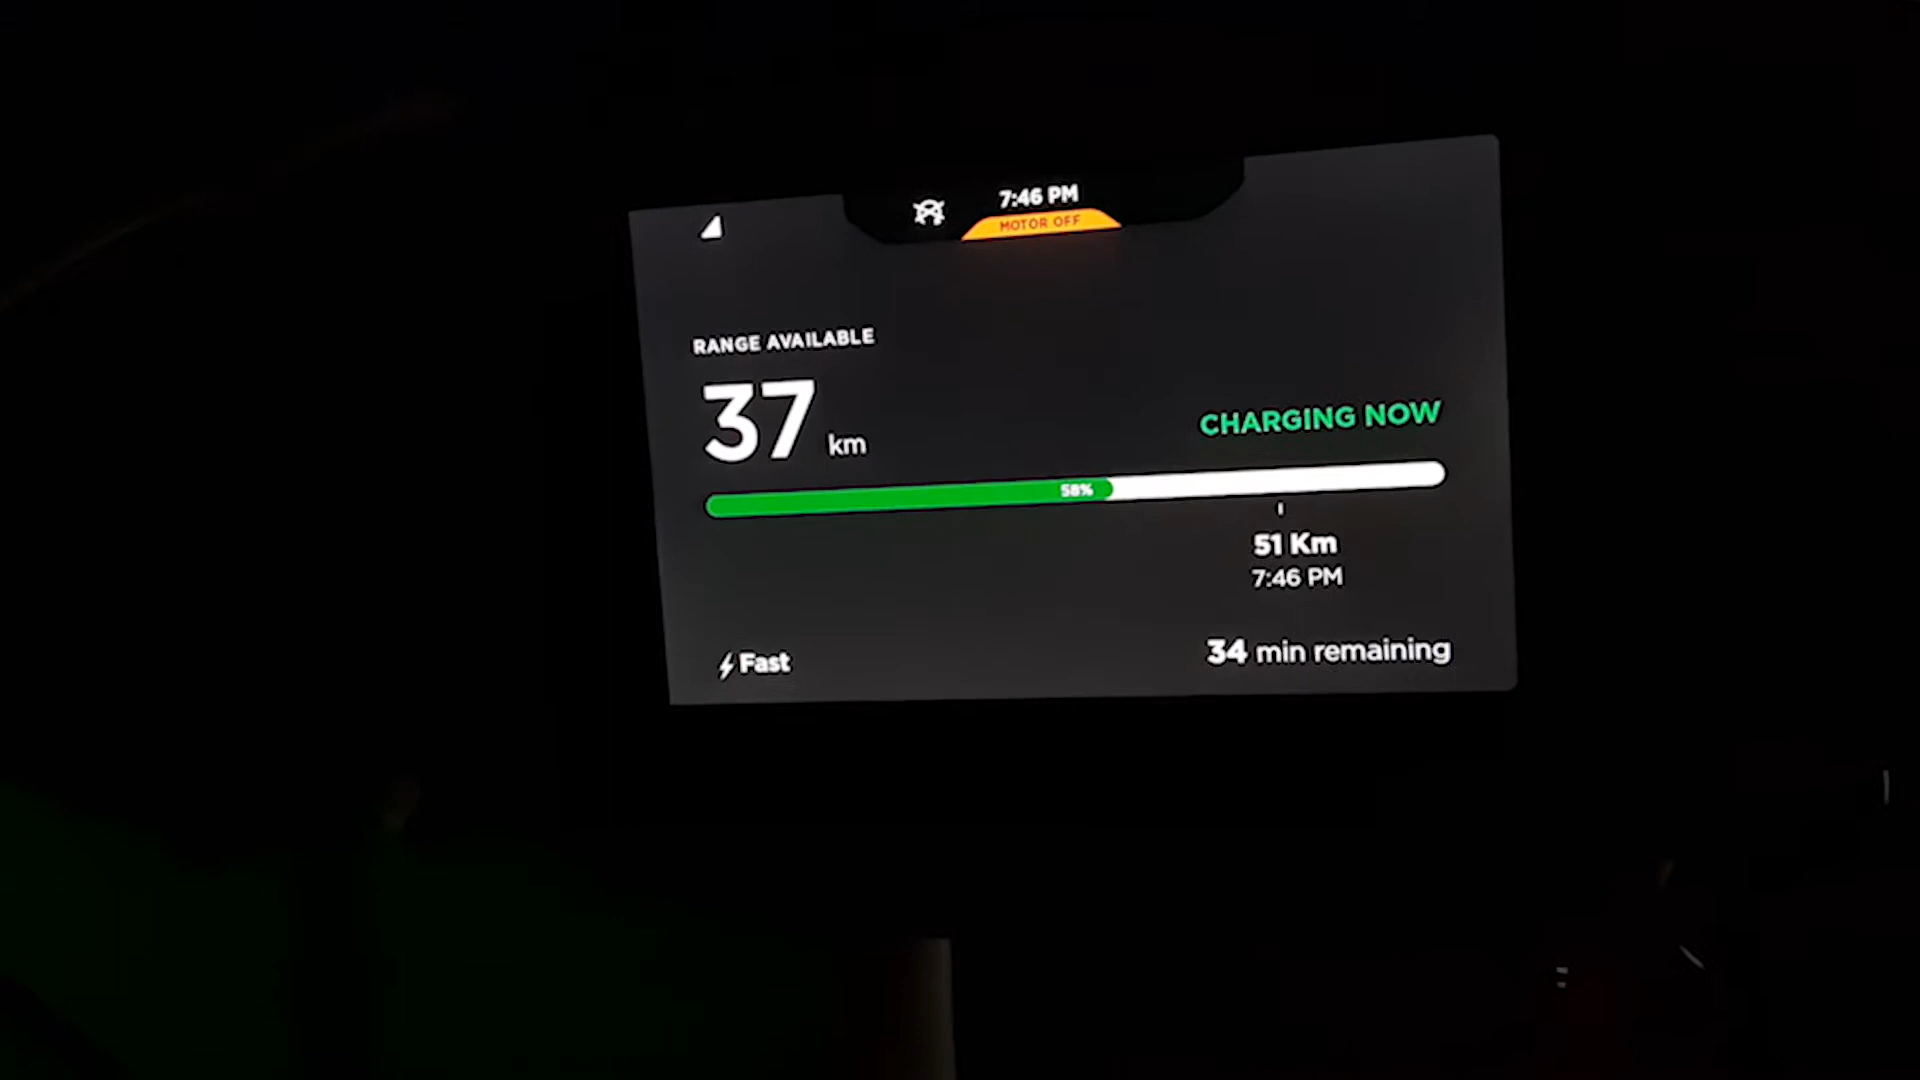 7:46 PM
MOTOR OFF
RANGE AVAILABLE
37 km
CHARGING NOW
58%
51 Km
7:46 PM
Fast
34 min remaining